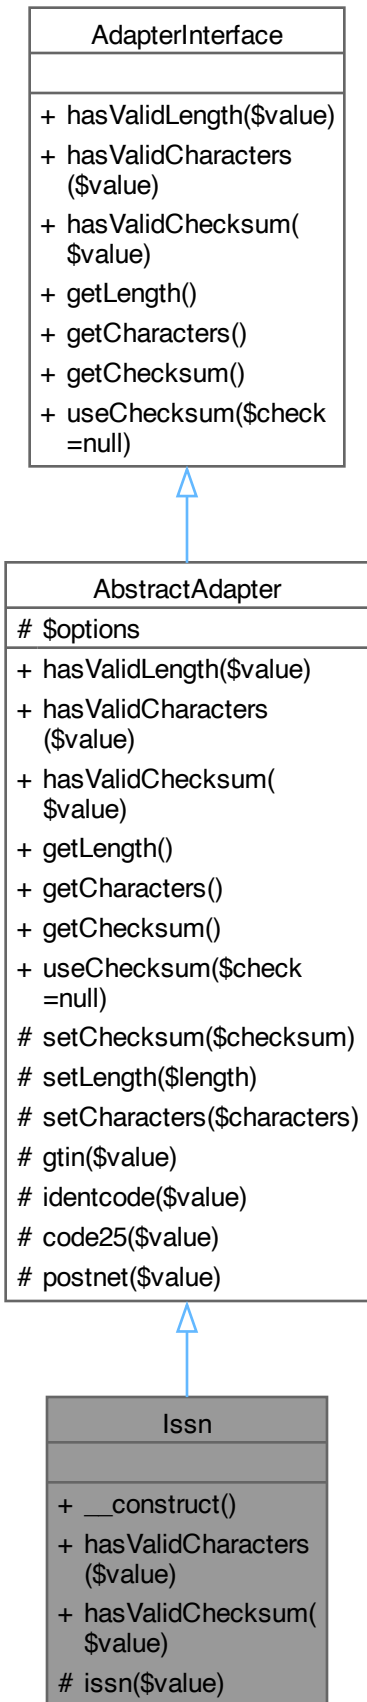 AdapterInterface
+ hasValidLength($value)
+ hasValidCharacters
($value)
+ hasValidChecksum(
$value)
+ getLength()
+ getCharacters()
+ getChecksum()
+ useChecksum($check
=null)
AbstractAdapter
# $options
+ hasValidLength($value)
+ hasValidCharacters
($value)
+ hasValidChecksum(
$value)
+ getLength()
+ getCharacters()
+ getChecksum()
+ useChecksum($check
=null)
# setChecksum($checksum)
# setLength($length)
# setCharacters($characters)
# gtin($value)
# identcode($value)
# code25($value)
# postnet($value)
Issn
+ __construct()
+ hasValidCharacters
($value)
+ hasValidChecksum(
$value)
# issn($value)